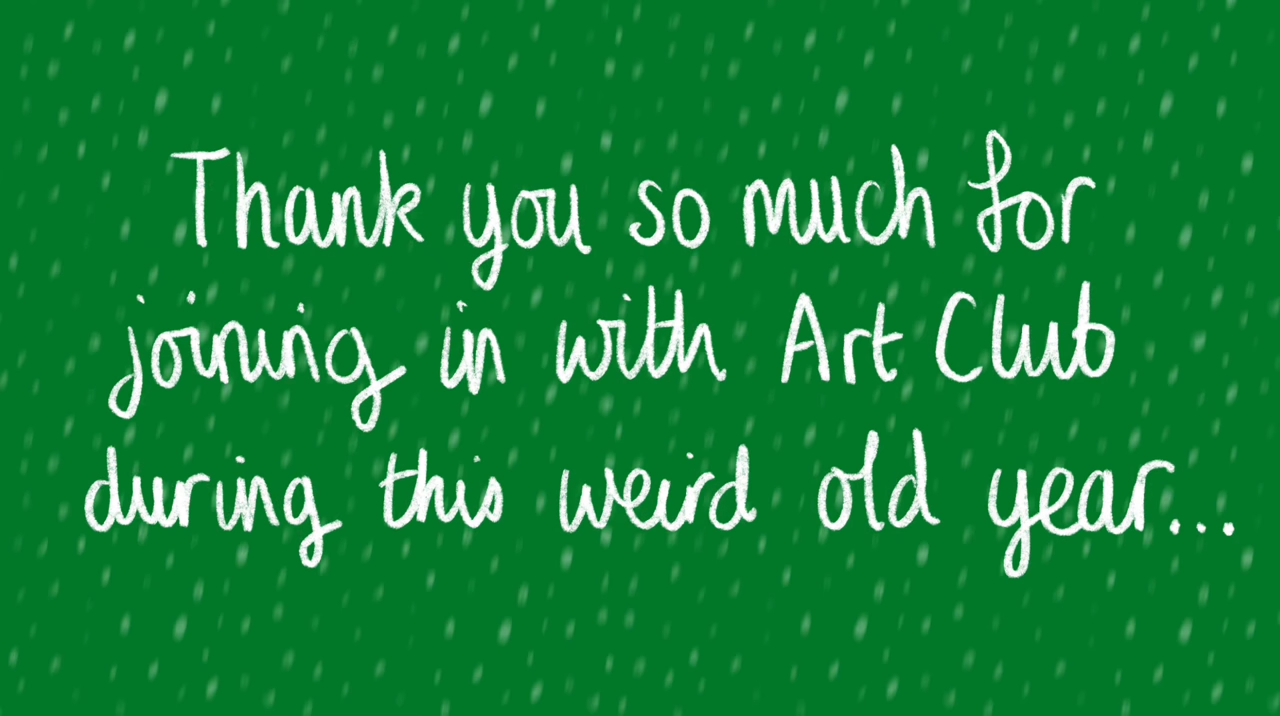 Thank you so much for
joining in with Art Club
during this weird old year...